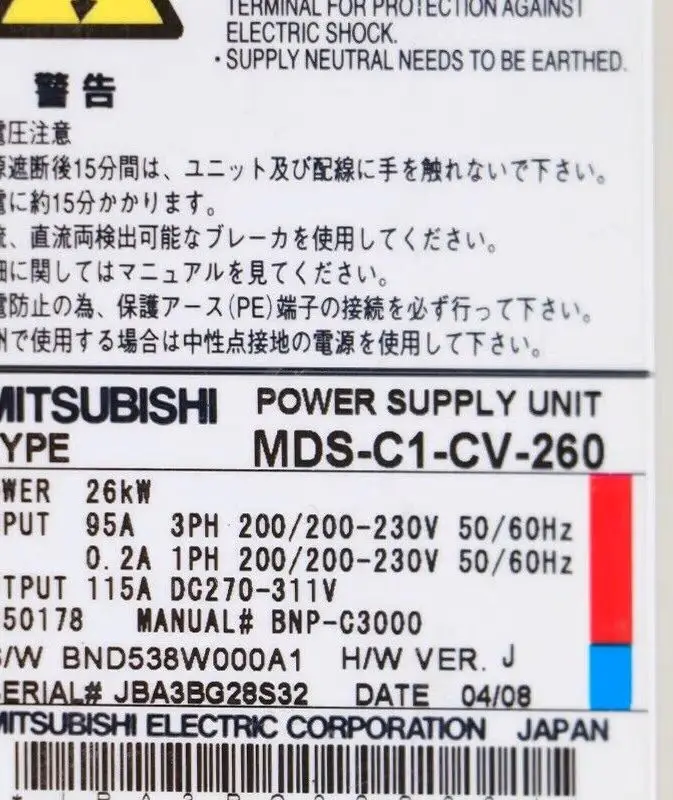 TERMINAL FOR PROTECTION AGAINST
ELECTRIC SHOCK.
・SUPPLY NEUTRAL NEEDS TO BE EARTHED.
警告
電圧注意
源遮断後15分間は、ユニット及び配線に手を触れないで下さい。
電に約15分かかります。
流、直流両検出可能なブレーカを使用してください。
細に関してはマニュアルを見てください。
電防止の為、保護アース(PE)端子の接続を必ず行って下さい。
Nで使用する場合は中性点接地の電源を使用して下さい。
MITSUBISHI POWER SUPPLY UNIT
YPE MDS-C1-CV-260
WER 26kW
PUT 95A 3PH 200/200-230V 50/60Hz
0.2A 1PH 200/200-230V 50/60Hz
TPUT 115A DC270-311V
50178 MANUAL# BNP-C3000
S/W BND538W000A1 H/W VER. J
SERIAL# JBA3BG28S32 DATE 04/08
MITSUBISHI ELECTRIC CORPORATION JAPAN